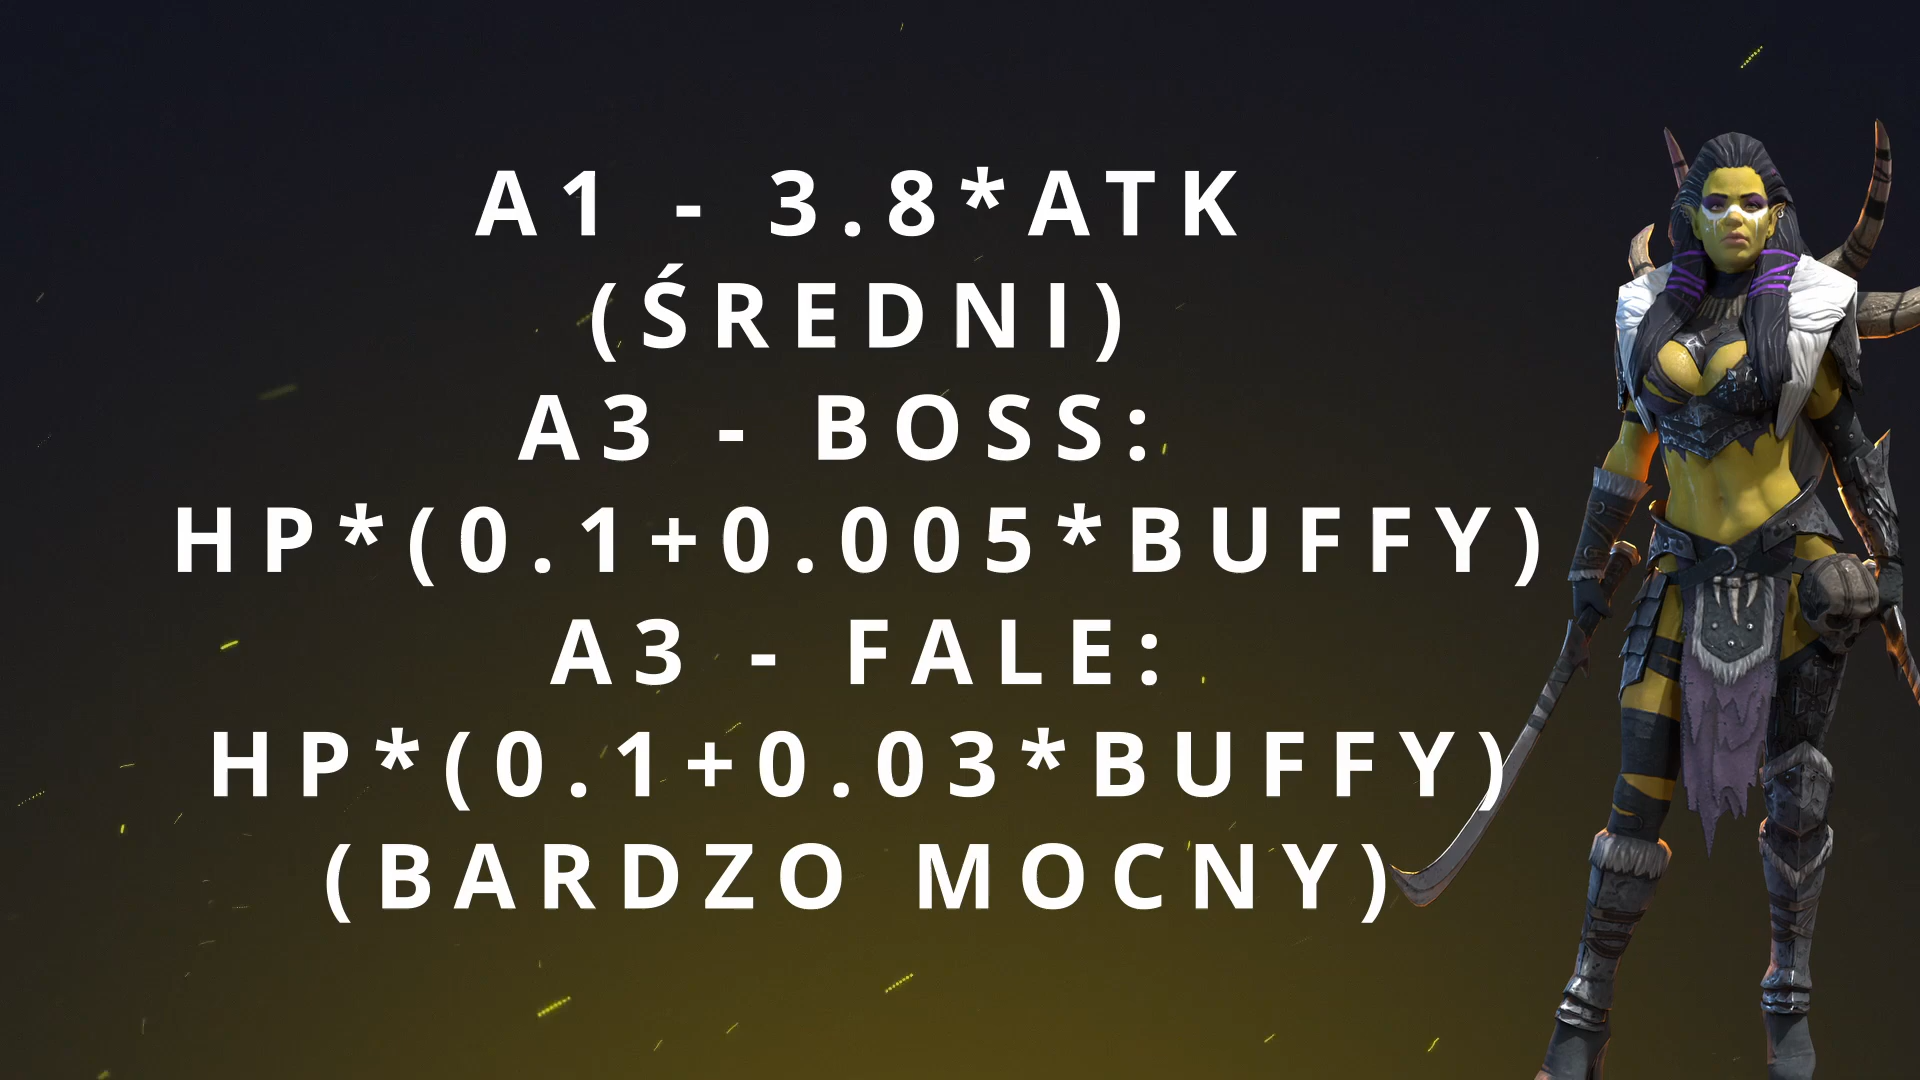 A1 - 3.8*ATK
(ŚREDNI)
A3 - BOSS:
HP*(0.1+0.005*BUFFY)
A3 - FALE:
HP*(0.1+0.03*BUFFY)
(BARDZO MOCNY)